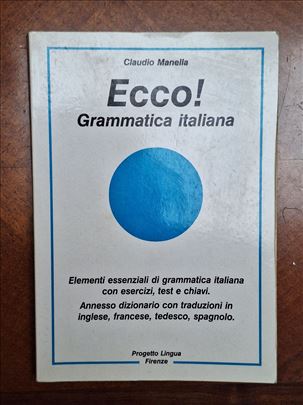 Claudio Manella
Ecco!
Grammatica italiana
Elementi essenziali di grammatica italiana
con esercizi, test e chiavi.
Annesso dizionario con traduzioni in
inglese, francese, tedesco, spagnolo.
Progetto Lingua
Firenze